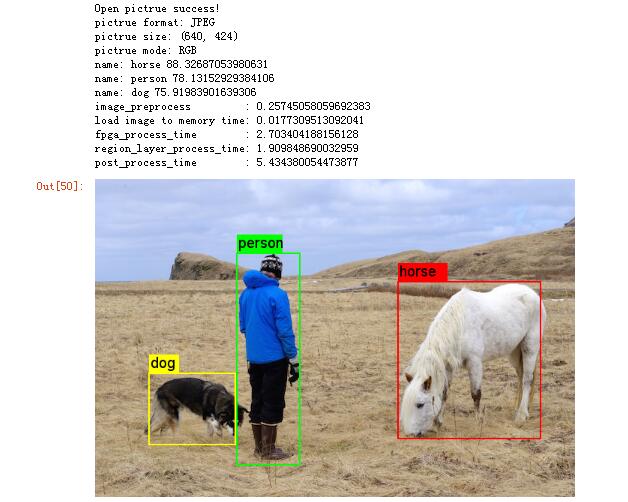 Open pictrue success!
pictrue format: JPEG
pictrue size: (640, 424)
pictrue mode: RGB
name: horse 88.32687053980631
name: person 78.13152929384106
name: dog 75.91983901639306
image_preprocess : 0.25745058059692383
load image to memory time: 0.0177309513092041
fpga_process_time : 2.703404188156128
region_layer_process_time: 1.909848690032959
post_process_time : 5.434380054473877
Out[50]:
person
horse
dog